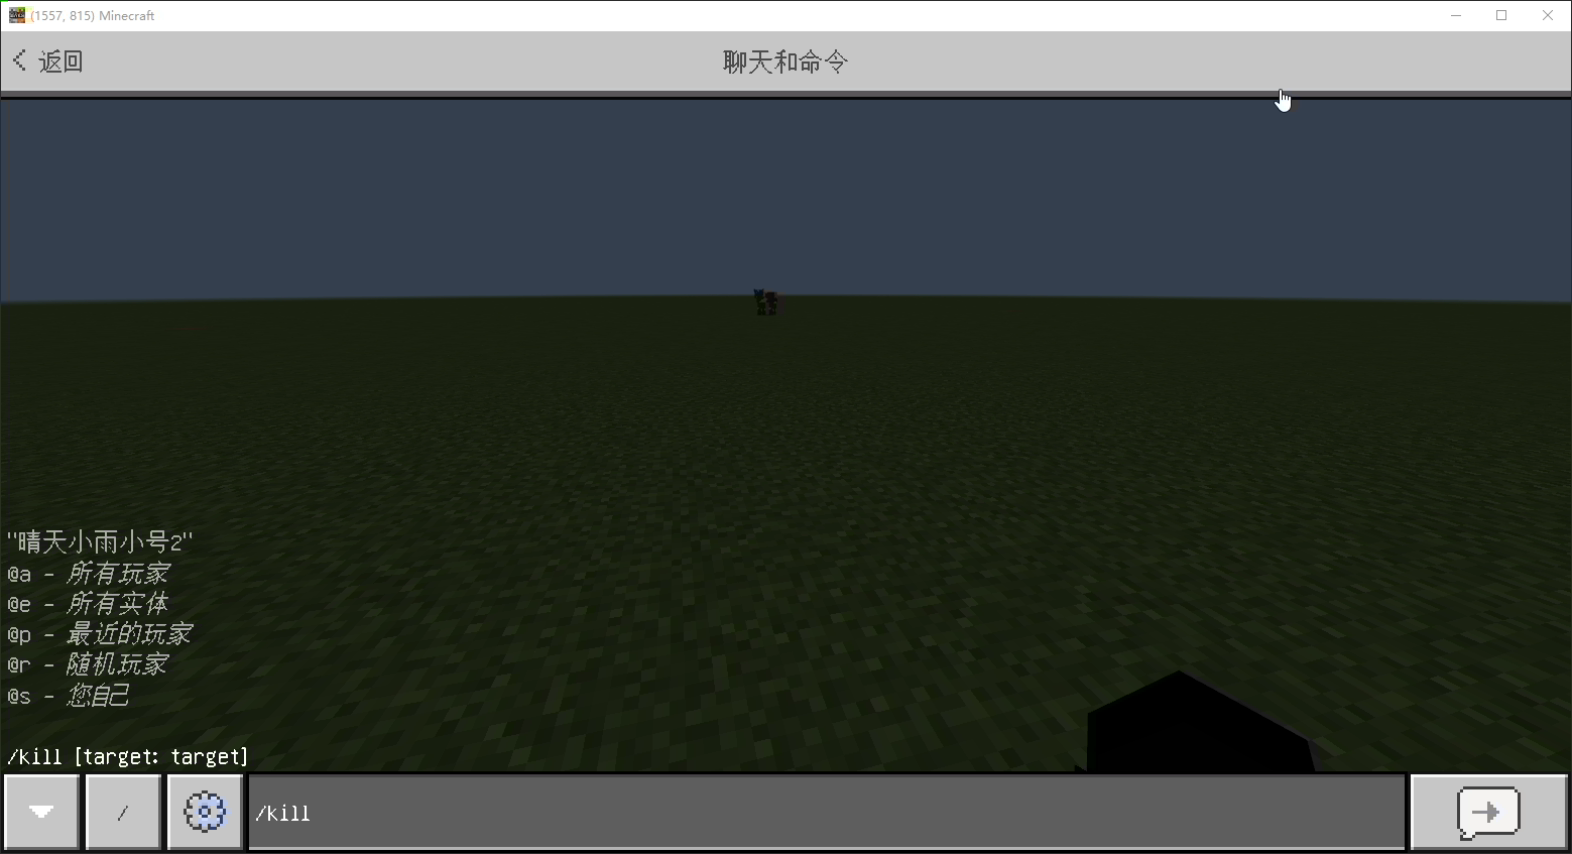 (1557, 815) Minecraft
返回
聊天和命令
"晴天小雨小号2"
@a - 所有玩家
@e - 所有实体
@p - 最近的玩家
@r - 随机玩家
@s - 您自己
/kill [target: target]
/
/kill